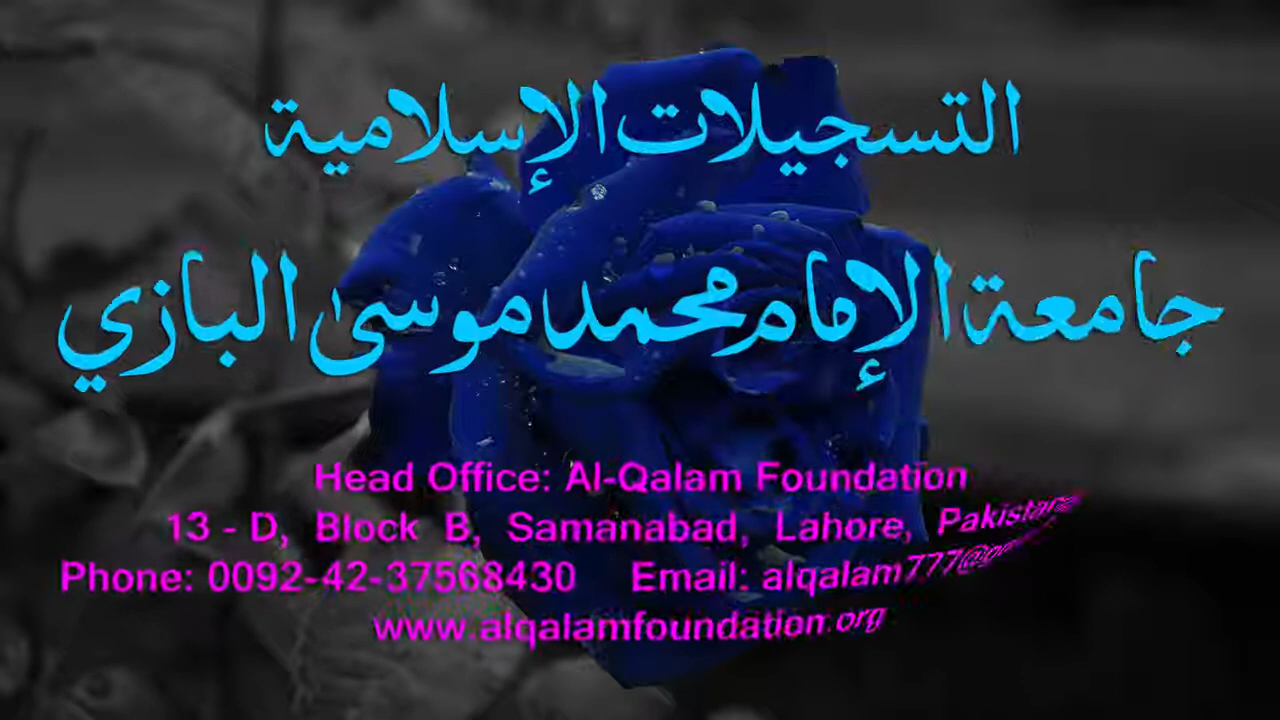 التسجيلات الإسلامية
جامعة الإمام محمد موسىٰ البازي
Head Office: Al-Qalam Foundation
13 - D, Block B, Samanabad, Lahore, Pakistan
Phone: 0092-42-37568430 Email:
www.alqalamfoundation.org